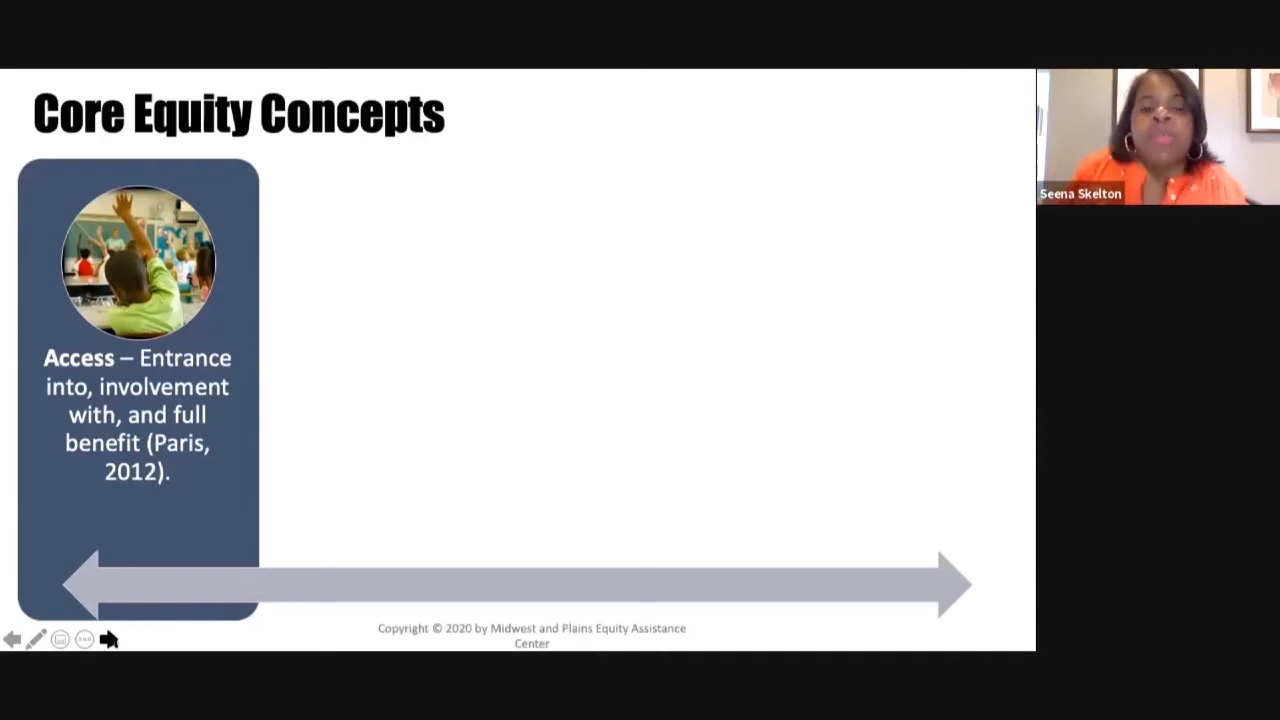 Core Equity Concepts
Seena Skelton
Access – Entrance
into, involvement
with, and full
benefit (Paris,
2012).
Copyright © 2020 by Midwest and Plains Equity Assistance
Center